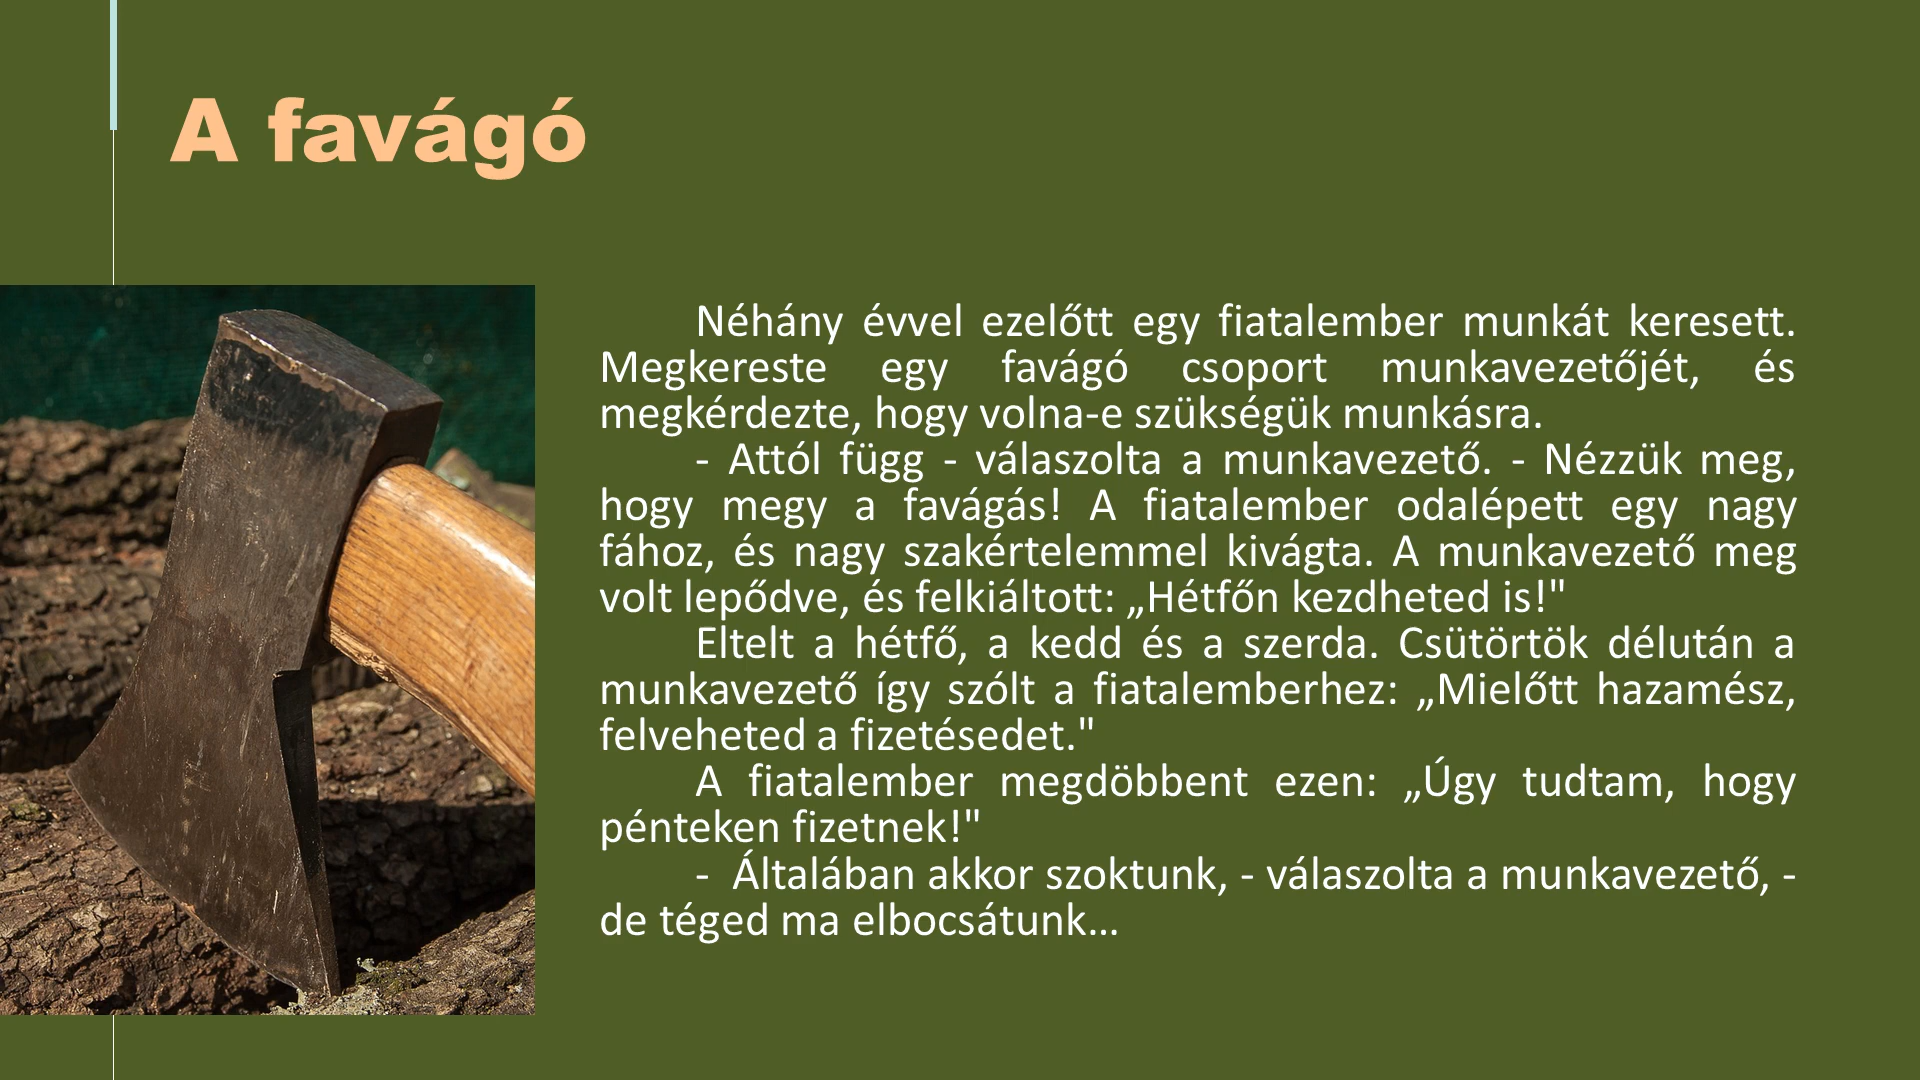 A favágó
Néhány évvel ezelőtt egy fiatalember munkát keresett.
Megkereste egy favágó csoport munkavezetőjét, és
megkérdezte, hogy volna-e szükségük munkásra.
- Attól függ - válaszolta a munkavezető. - Nézzük meg,
hogy megy a favágás! A fiatalember odalépett egy nagy
fához, és nagy szakértelemmel kivágta. A munkavezető meg
volt lepődve, és felkiáltott: „Hétfőn kezdheted is!"
Eltelt a hétfő, a kedd és a szerda. Csütörtök délután a
munkavezető így szólt a fiatalemberhez: „Mielőtt hazamész,
felveheted a fizetésedet."
A fiatalember megdöbbent ezen: „Úgy tudtam, hogy
pénteken fizetnek!"
- Általában akkor szoktunk, - válaszolta a munkavezető, -
de téged ma elbocsátunk…